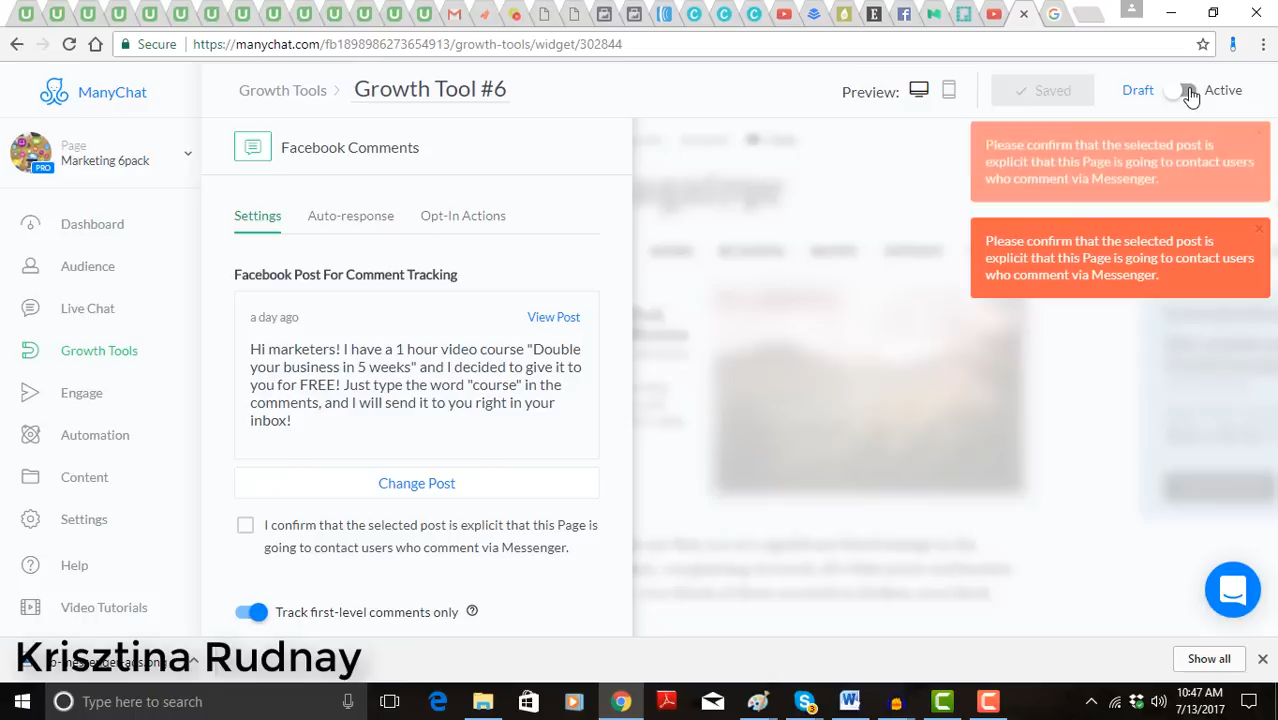 Secure
https://manychat.com/fb1898986273654913/growth-tools/widget/302844
ManyChat
Growth Tools
Growth Tool #6
Preview:
Saved
Draft
Active
Page
Marketing 6pack
PRO
Facebook Comments
Please confirm that the selected post is
explicit that this Page is going to contact users
who comment via Messenger.
Please confirm that the selected post is
explicit that this Page is going to contact users
who comment via Messenger.
Dashboard
Audience
Live Chat
Growth Tools
Engage
Automation
Content
Settings
Help
Video Tutorials
Settings
Auto-response
Opt-In Actions
Facebook Post For Comment Tracking
a day ago
View Post
Hi marketers! I have a 1 hour video course "Double
your business in 5 weeks" and I decided to give it to
you for FREE! Just type the word "course" in the
comments, and I will send it to you right in your
inbox!
Change Post
I confirm that the selected post is explicit that this Page is
going to contact users who comment via Messenger.
Track first-level comments only
Krisztina Rudnay
Show all
Type here to search
10:47 AM
7/13/2017